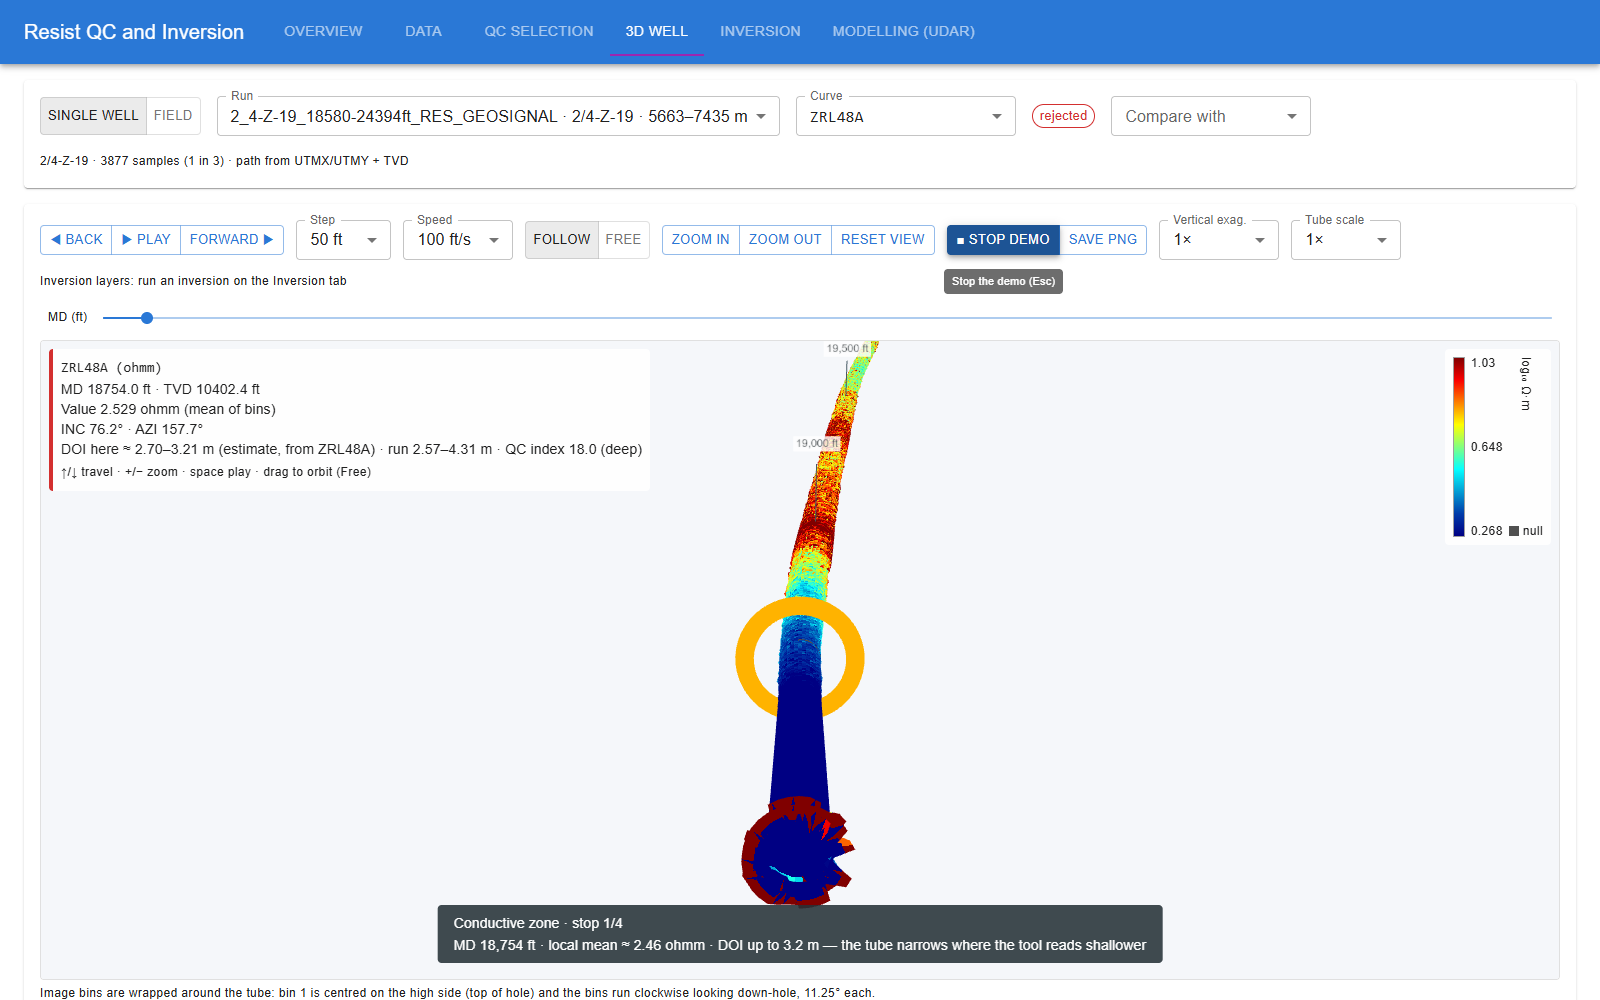 Resist QC and Inversion
OVERVIEW
DATA
QC SELECTION
3D WELL
INVERSION
MODELLING (UDAR)
SINGLE WELL
FIELD
Run
2_4-Z-19_18580-24394ft_RES_GEOSIGNAL · 2/4-Z-19 · 5663–7435 m
Curve
ZRL48A
rejected
Compare with
2/4-Z-19 · 3877 samples (1 in 3) · path from UTMX/UTMY + TVD
◀ BACK
▶ PLAY
FORWARD ▶
Step
50 ft
Speed
100 ft/s
FOLLOW
FREE
ZOOM IN
ZOOM OUT
RESET VIEW
■ STOP DEMO
SAVE PNG
Vertical exag.
1×
Tube scale
1×
Inversion layers: run an inversion on the Inversion tab
Stop the demo (Esc)
MD (ft)
ZRL48A (ohmm)
MD 18754.0 ft · TVD 10402.4 ft
Value 2.529 ohmm (mean of bins)
INC 76.2° · AZI 157.7°
DOI here ≈ 2.70–3.21 m (estimate, from ZRL48A) · run 2.57–4.31 m · QC index 18.0 (deep)
↑/↓ travel · +/− zoom · space play · drag to orbit (Free)
19,500 ft
19,000 ft
1.03
0.648
0.268
null
log₁₀ Ω·m
Conductive zone · stop 1/4
MD 18,754 ft · local mean ≈ 2.46 ohmm · DOI up to 3.2 m — the tube narrows where the tool reads shallower
Image bins are wrapped around the tube: bin 1 is centred on the high side (top of hole) and the bins run clockwise looking down-hole, 11.25° each.